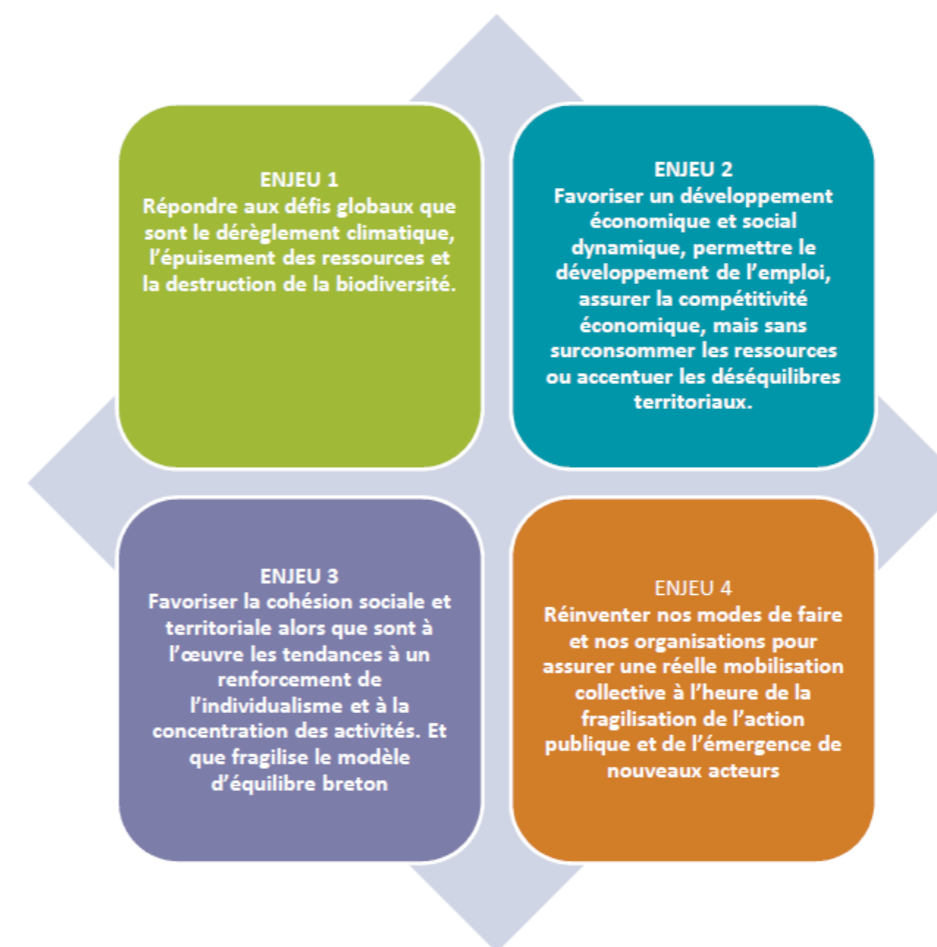 ENJEU 1
Répondre aux défis globaux que
sont le dérèglement climatique,
l’épuisement des ressources et
la destruction de la biodiversité.
ENJEU 2
Favoriser un développement
économique et social
dynamique, permettre le
développement de l’emploi,
assurer la compétitivité
économique, mais sans
surconsommer les ressources
ou accentuer les déséquilibres
territoriaux.
ENJEU 3
Favoriser la cohésion sociale et
territoriale alors que sont à
l’œuvre les tendances à un
renforcement de
l’individualisme et à la
concentration des activités. Et
que fragilise le modèle
d’équilibre breton
ENJEU 4
Réinventer nos modes de faire
et nos organisations pour
assurer une réelle mobilisation
collective à l’heure de la
fragilisation de l’action
publique et de l’émergence de
nouveaux acteurs